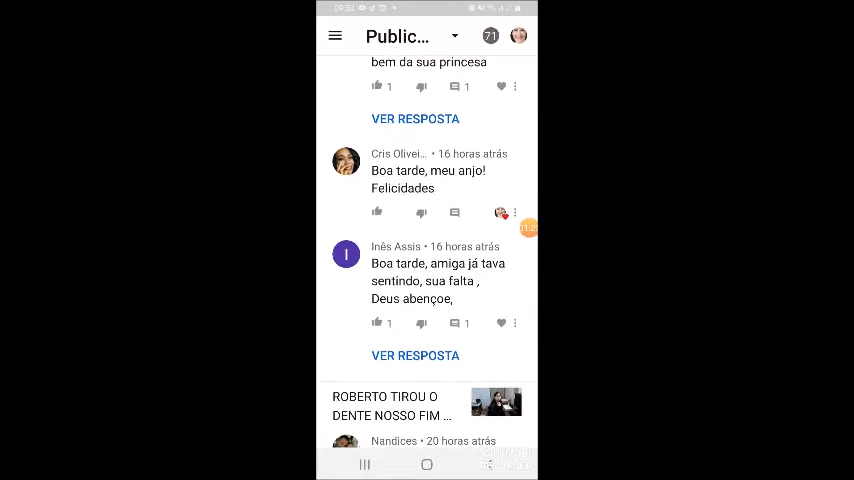 09:50
Public...
71
bem da sua princesa
1
1
VER RESPOSTA
Cris Olivei... • 16 horas atrás
Boa tarde, meu anjo!
Felicidades
Inês Assis • 16 horas atrás
I
Boa tarde, amiga já tava
sentindo, sua falta ,
Deus abençoe,
1
1
VER RESPOSTA
ROBERTO TIROU O
DENTE NOSSO FIM ...
Nandices • 20 horas atrás